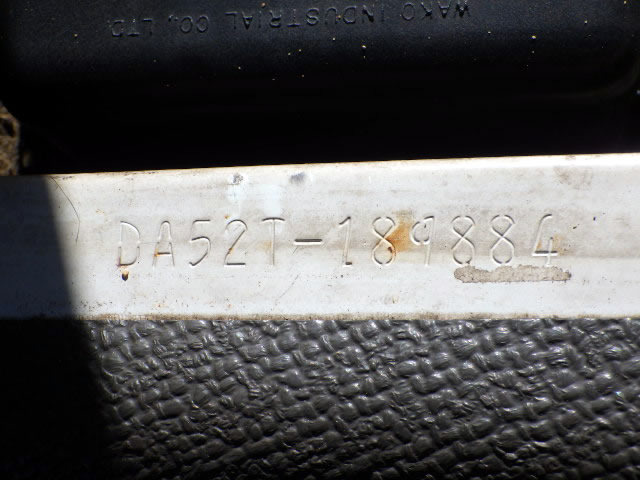 WAKO INDUSTRIAL CO., LTD.
DA52T-189884